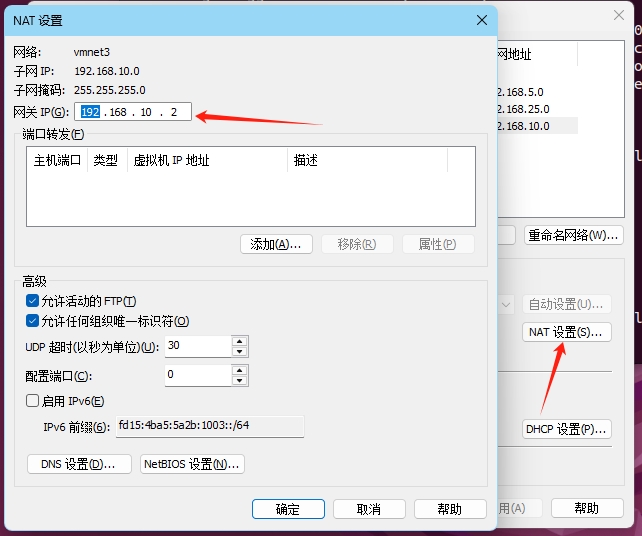 NAT 设置
网络: vmnet3
子网 IP: 192.168.10.0
子网掩码: 255.255.255.0
网关 IP(G): 192 .168 . 10 . 2
端口转发(F)
主机端口 类型 虚拟机 IP 地址 描述
添加(A)... 移除(R) 属性(P)
高级
允许活动的 FTP(T)
允许任何组织唯一标识符(O)
UDP 超时(以秒为单位)(U): 30
配置端口(C): 0
启用 IPv6(E)
IPv6 前缀(6): fd15:4ba5:5a2b:1003::/64
DNS 设置(D)... NetBIOS 设置(N)...
确定 取消 帮助
网地址
2.168.5.0
2.168.25.0
2.168.10.0
重命名网络(W)...
自动设置(U)...
NAT 设置(S)...
DHCP 设置(P)...
用(A) 帮助